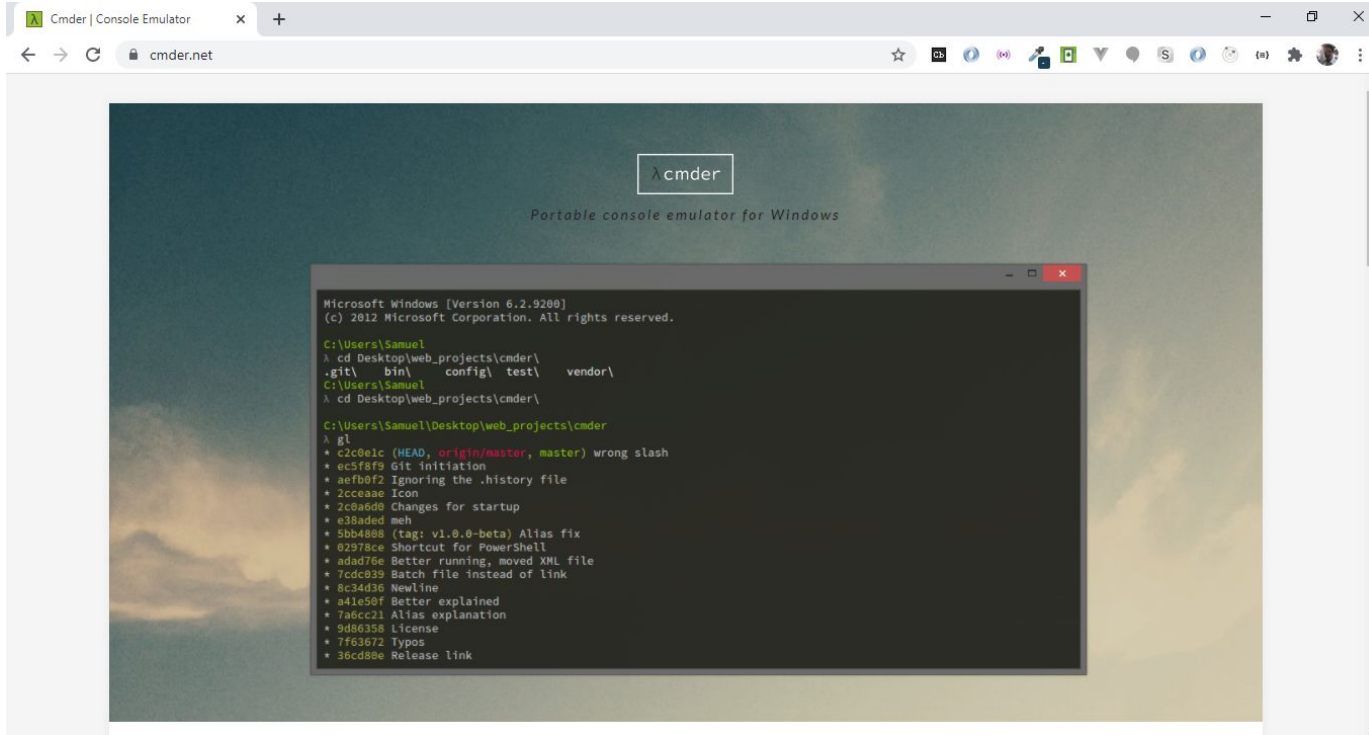 Cmder | Console Emulator
cmder.net
λcmder
Portable console emulator for Windows
Microsoft Windows [Version 6.2.9200]
(c) 2012 Microsoft Corporation. All rights reserved.
C:\Users\Samuel
λ cd Desktop\web_projects\cmder\
.git\ bin\ config\ test\ vendor\
C:\Users\Samuel
λ cd Desktop\web_projects\cmder\
C:\Users\Samuel\Desktop\web_projects\cmder
λ gl
* c2c0e1c (HEAD, origin/master, master) wrong slash
* ec5f8f9 Git initiation
* aefb0f2 Ignoring the .history file
* 2cceaae Icon
* 2c0a6d0 Changes for startup
* e38aded meh
* 5bb4808 (tag: v1.0.0-beta) Alias fix
* 02978ce Shortcut for PowerShell
* adad76e Better running, moved XML file
* 7cdc039 Batch file instead of link
* 8c34d36 Newline
* a41e50f Better explained
* 7a6cc21 Alias explanation
* 9d86358 License
* 7f63672 Typos
* 36cd80e Release link